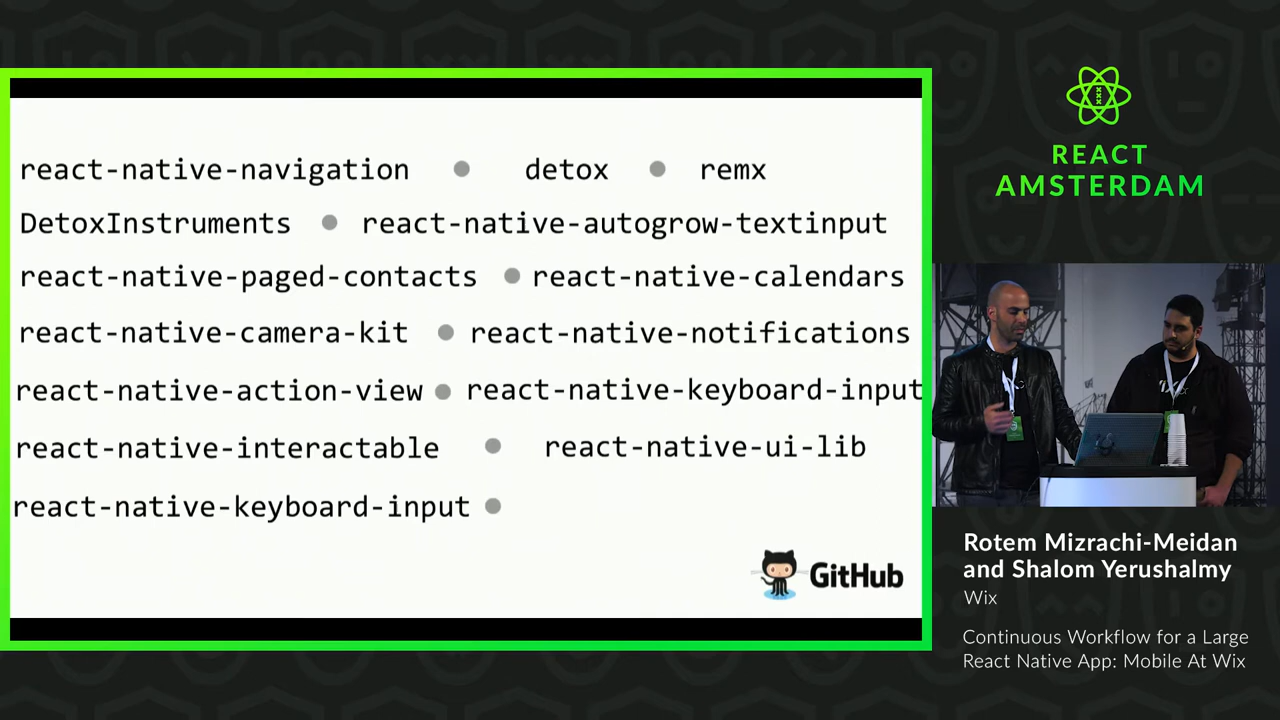 react-native-navigation ● detox ● remx
DetoxInstruments ● react-native-autogrow-textinput
react-native-paged-contacts ● react-native-calendars
react-native-camera-kit ● react-native-notifications
react-native-action-view ● react-native-keyboard-input
react-native-interactable ● react-native-ui-lib
react-native-keyboard-input ●
GitHub
REACT
AMSTERDAM
Rotem Mizrachi-Meidan
and Shalom Yerushalmy
Wix
Continuous Workflow for a Large
React Native App: Mobile At Wix